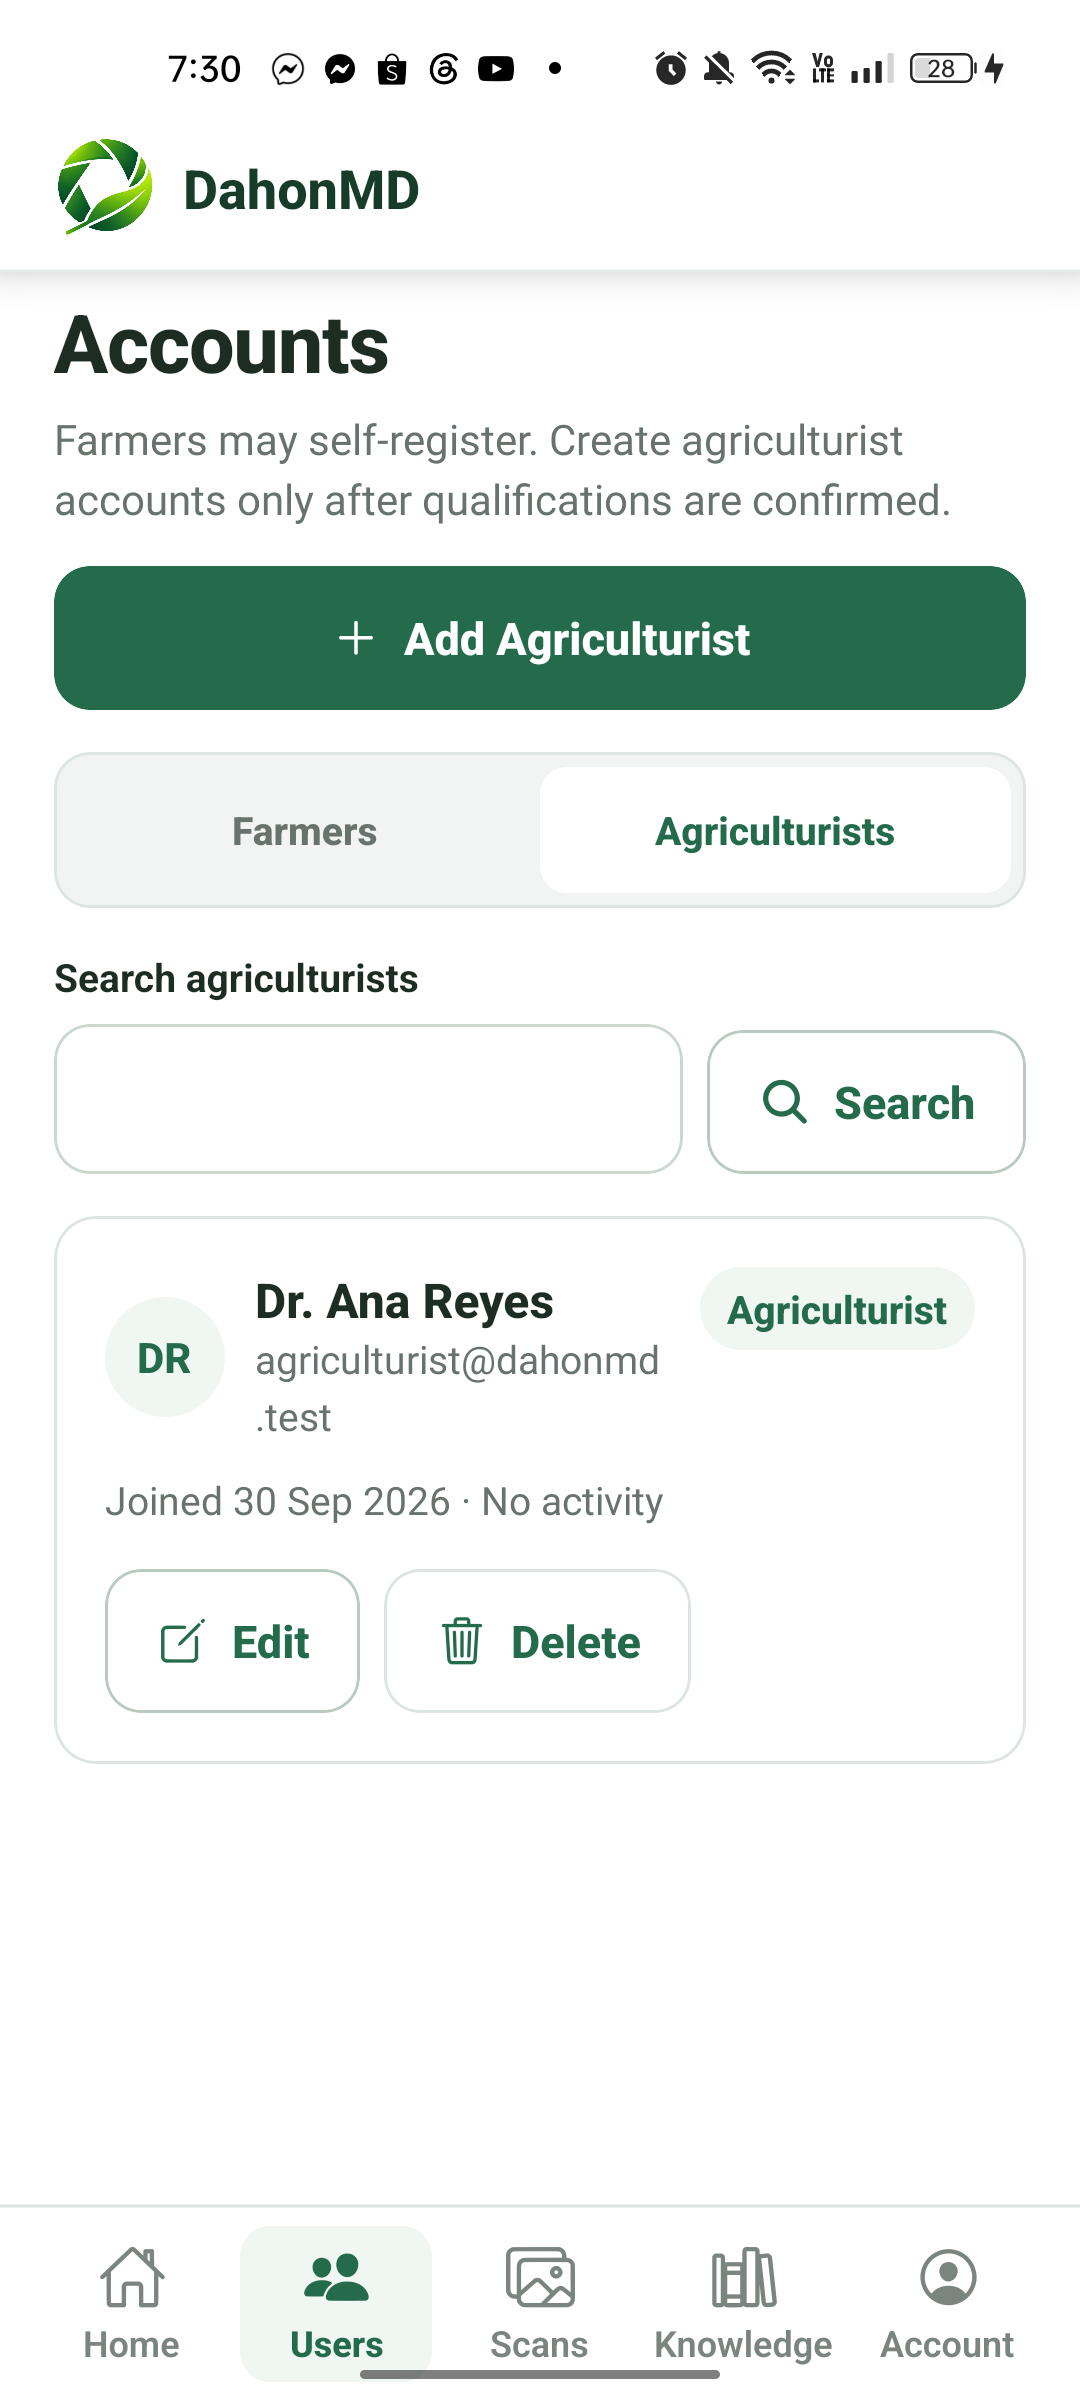 7:30
Vo
LTE
28
DahonMD
Accounts
Farmers may self-register. Create agriculturist
accounts only after qualifications are confirmed.
Add Agriculturist
Farmers
Agriculturists
Search agriculturists
Search
DR
Dr. Ana Reyes
agriculturist@dahonmd
.test
Agriculturist
Joined 30 Sep 2026 · No activity
Edit
Delete
Home
Users
Scans
Knowledge
Account